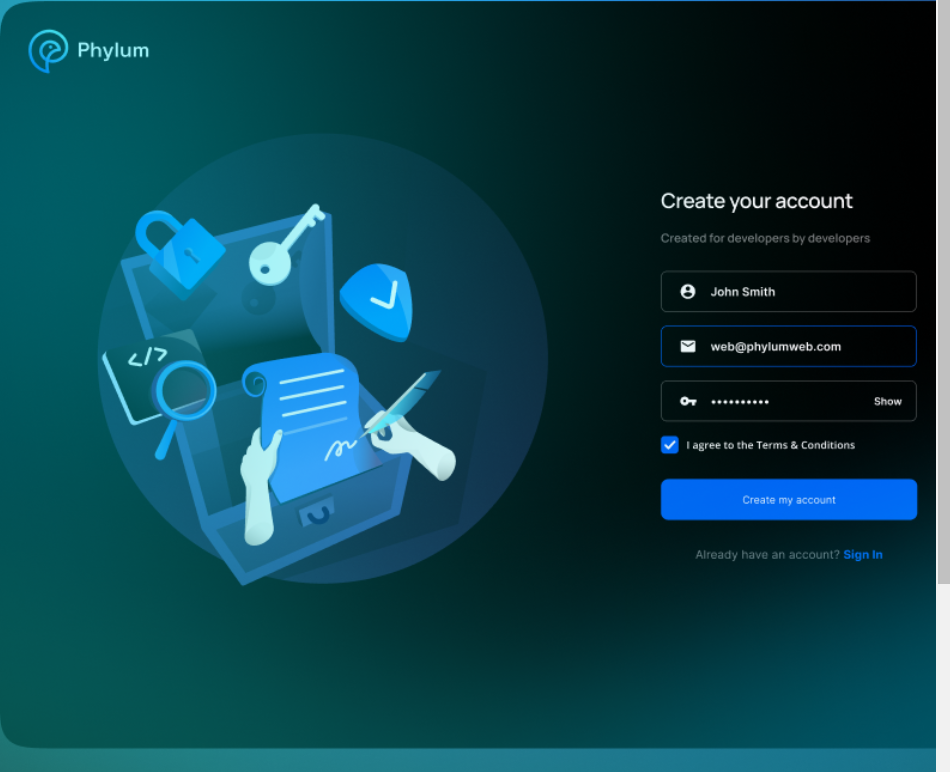 Phylum
Create your account
Created for developers by developers
John Smith
web@phylumweb.com
•••••••••• Show
I agree to the Terms & Conditions
Create my account
Already have an account? Sign In
</>